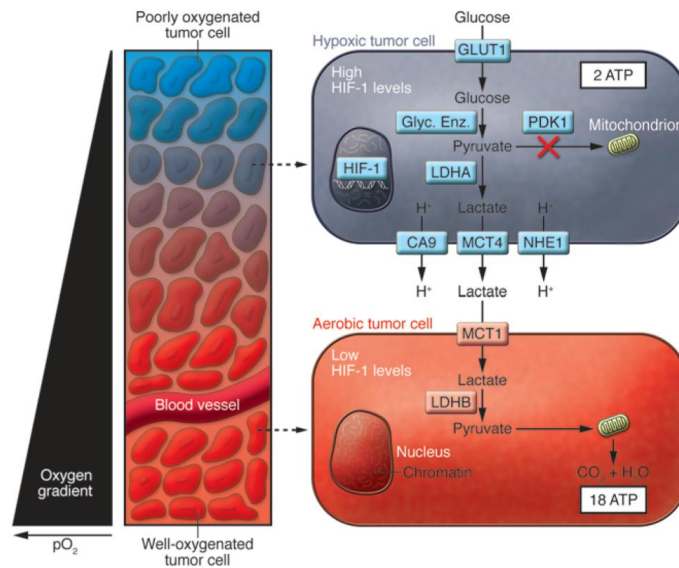 Poorly oxygenated
tumor cell
Oxygen
gradient
pO2
Blood vessel
Well-oxygenated
tumor cell
Glucose
Hypoxic tumor cell
GLUT1
High
HIF-1 levels
2 ATP
Glucose
Glyc. Enz.
PDK1
Mitochondrion
Pyruvate
HIF-1
LDHA
H+
Lactate
H+
CA9
MCT4
NHE1
H+
Lactate
H+
Aerobic tumor cell
MCT1
Low
HIF-1 levels
Lactate
LDHB
Pyruvate
Nucleus
Chromatin
CO2 + H2O
18 ATP